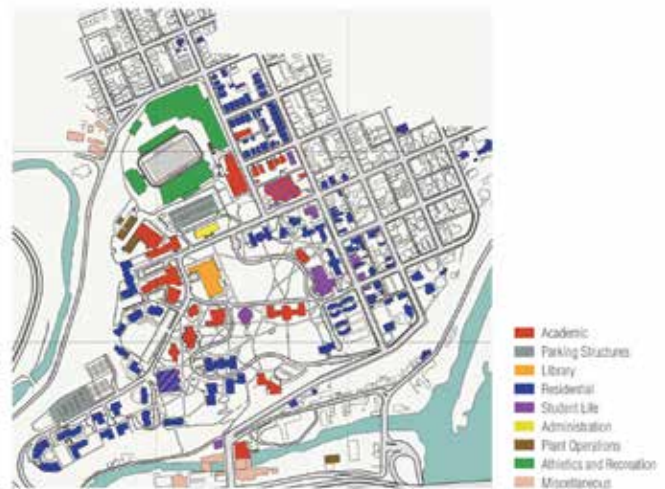 Academic
Parking Structures
Library
Residential
Student Life
Administration
Plant Operations
Athletics and Recreation
Miscellaneous